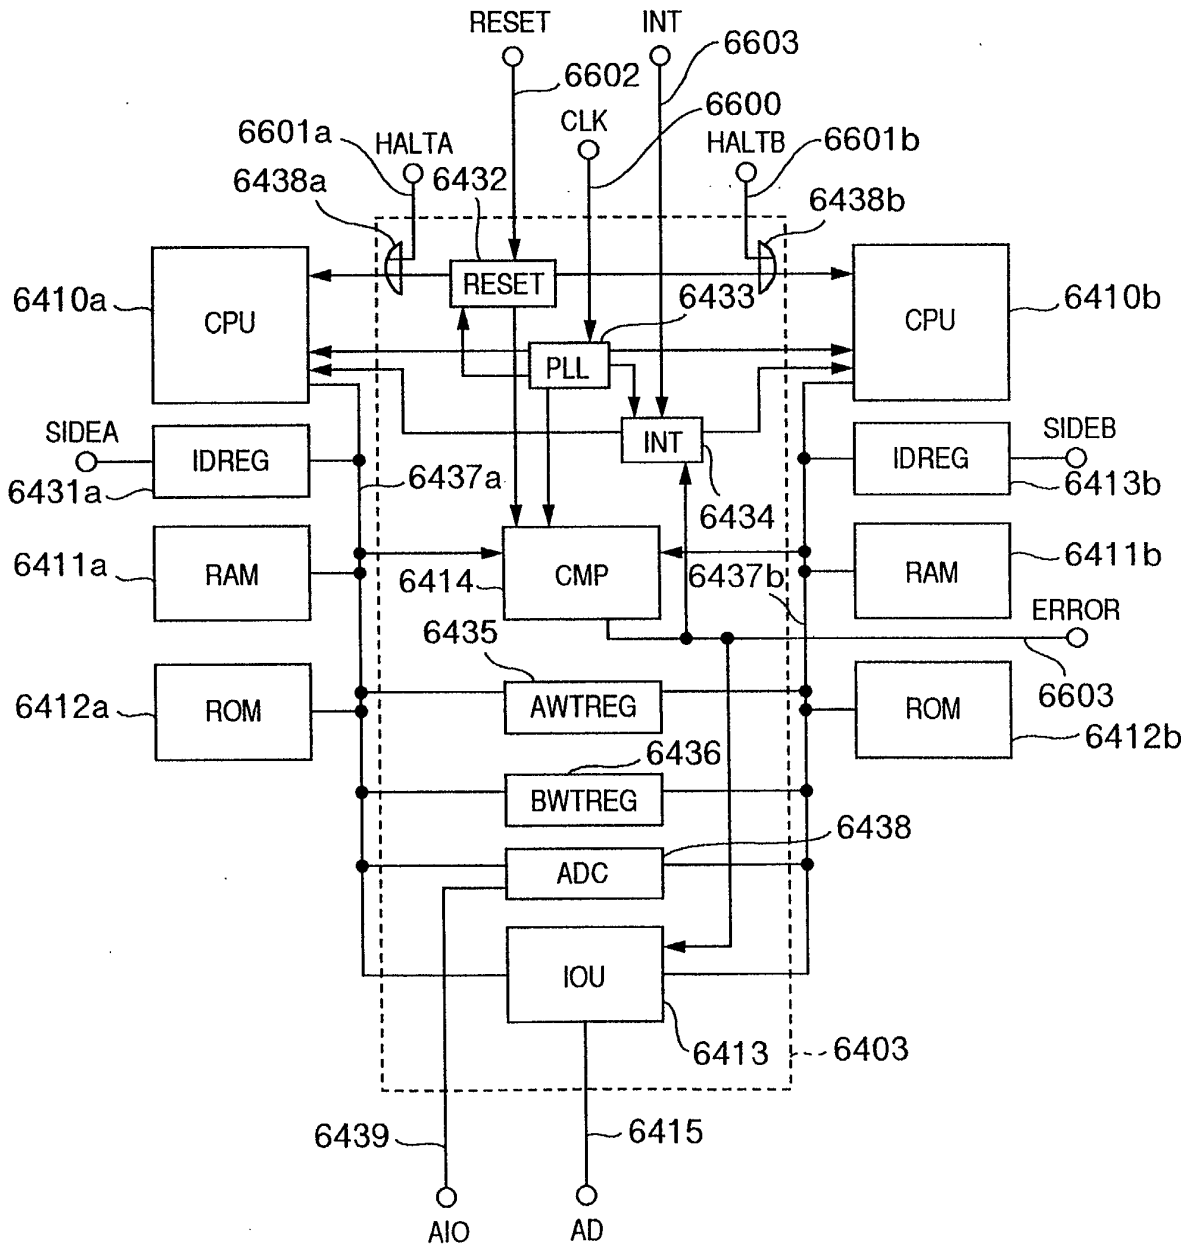 RESET
INT
6602
6603
CLK
6600
6601a
HALTA
HALTB
6601b
6438a
6432
6438b
CPU
RESET
CPU
6410a
6433
6410b
PLL
SIDEA
IDREG
INT
IDREG
SIDEB
6431a
6437a
6413b
6434
6411a
RAM
6414
CMP
6437b
RAM
6411b
6435
ERROR
6412a
ROM
AWTREG
ROM
6603
6412b
6436
BWTREG
6438
ADC
IOU
6413
6403
6439
6415
AIO
AD